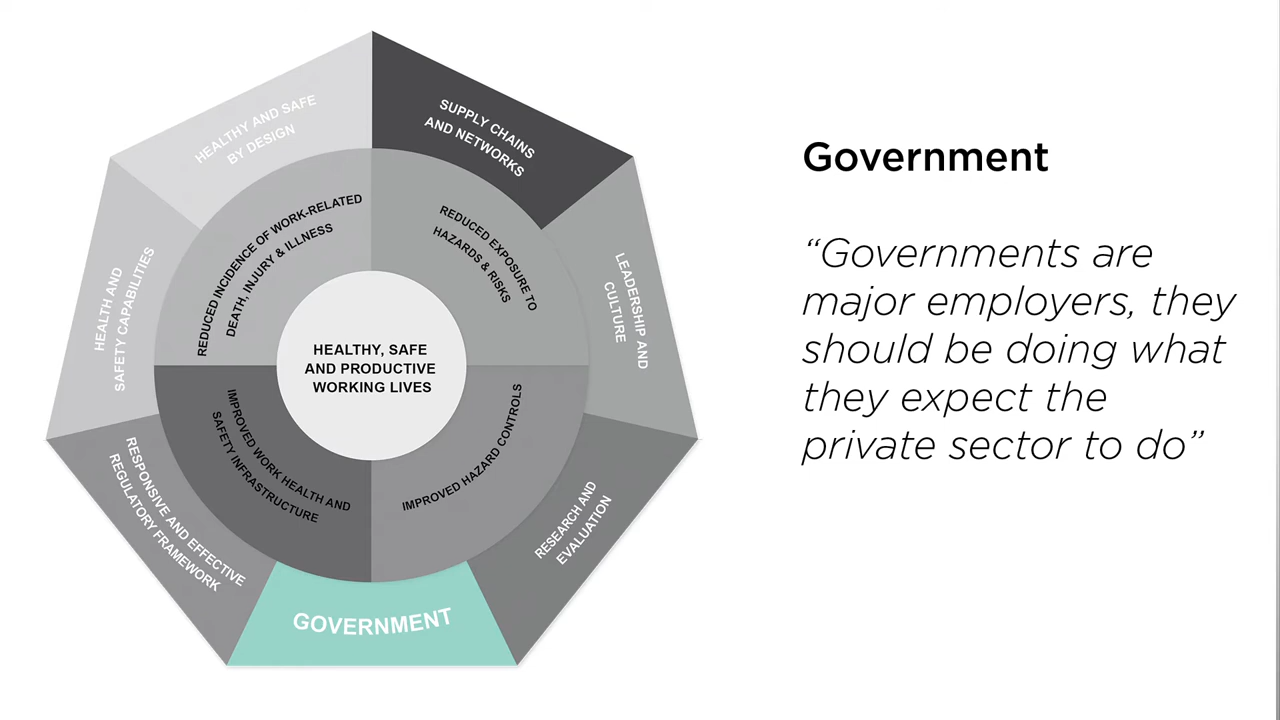 HEALTHY AND SAFE
BY DESIGN
SUPPLY CHAINS
AND NETWORKS
HEALTH AND
SAFETY CAPABILITIES
REDUCED INCIDENCE OF WORK-RELATED
DEATH, INJURY & ILLNESS
REDUCED EXPOSURE TO
HAZARDS & RISKS
LEADERSHIP AND
CULTURE
HEALTHY, SAFE
AND PRODUCTIVE
WORKING LIVES
IMPROVED WORK HEALTH AND
SAFETY INFRASTRUCTURE
IMPROVED HAZARD CONTROLS
RESPONSIVE AND EFFECTIVE
REGULATORY FRAMEWORK
RESEARCH AND
EVALUATION
GOVERNMENT
Government
“Governments are
major employers, they
should be doing what
they expect the
private sector to do”